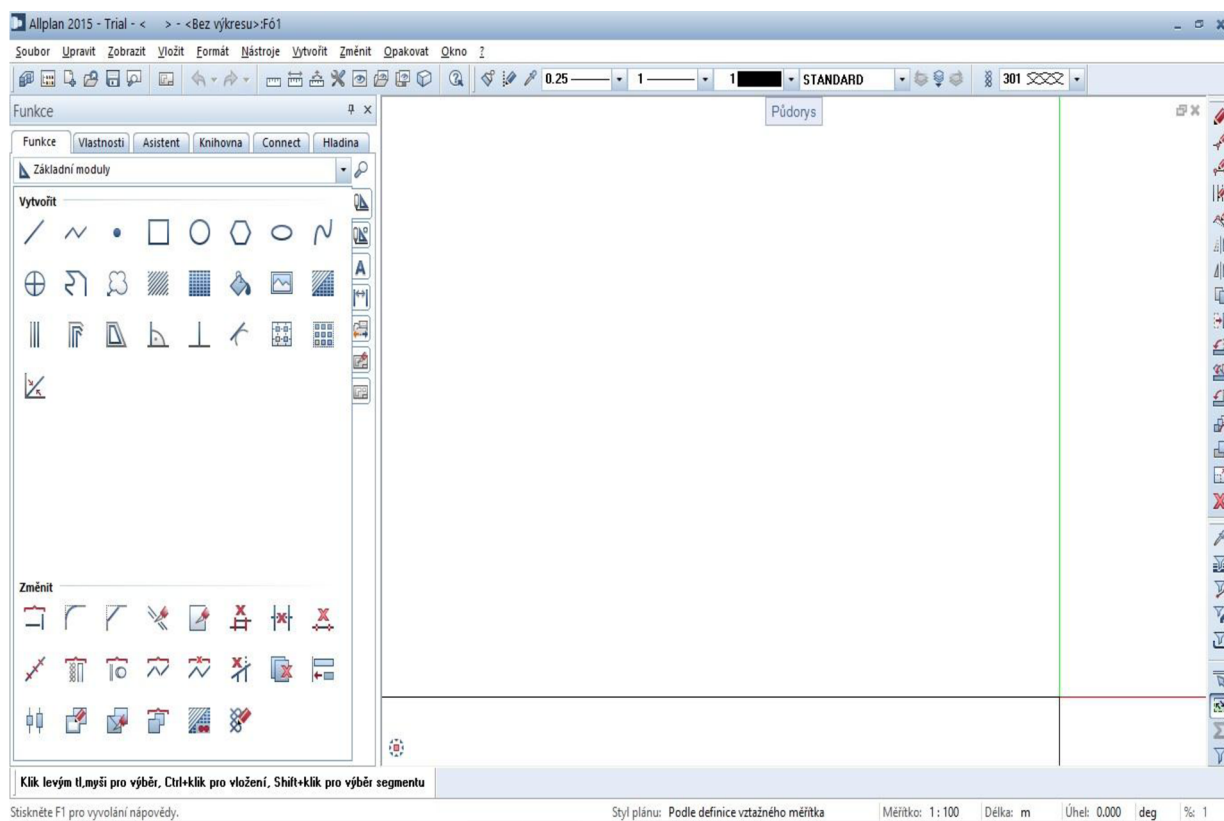 Allplan 2015 - Trial - <    > - <Bez výkresu>:Fó1
Soubor Upravit Zobrazit Vložit Formát Nástroje Vytvořit Změnit Opakovat Okno ?
0.25 1 1 STANDARD 301
Funkce
Půdorys
Funkce Vlastnosti Asistent Knihovna Connect Hladina
Základní moduly
Vytvořit
A
Změnit
Klik levým tl,myši pro výběr, Ctrl+klik pro vložení, Shift+klik pro výběr segmentu
Stiskněte F1 pro vyvolání nápovědy. Styl plánu: Podle definice vztažného měřítka Měřítko: 1 : 100 Délka: m Úhel: 0.000 deg %: 1